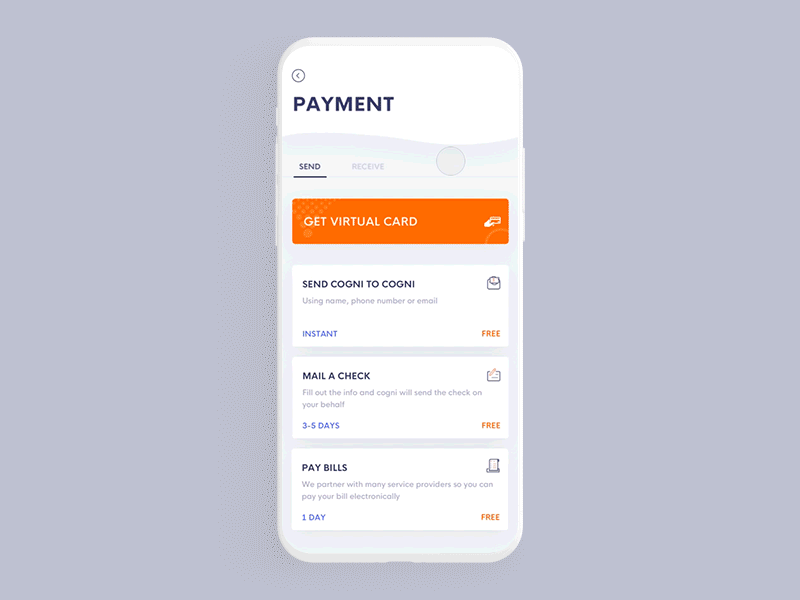 PAYMENT
SEND RECEIVE
GET VIRTUAL CARD
SEND COGNI TO COGNI
Using name, phone number or email
INSTANT FREE
MAIL A CHECK
Fill out the info and cogni will send the check on
your behalf
3-5 DAYS FREE
PAY BILLS
We partner with many service providers so you can
pay your bill electronically
1 DAY FREE